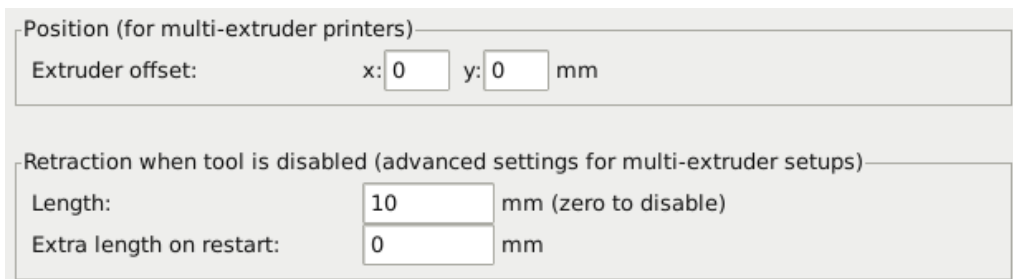 Position (for multi-extruder printers)
Extruder offset: x: 0 y: 0 mm
Retraction when tool is disabled (advanced settings for multi-extruder setups)
Length: 10 mm (zero to disable)
Extra length on restart: 0 mm